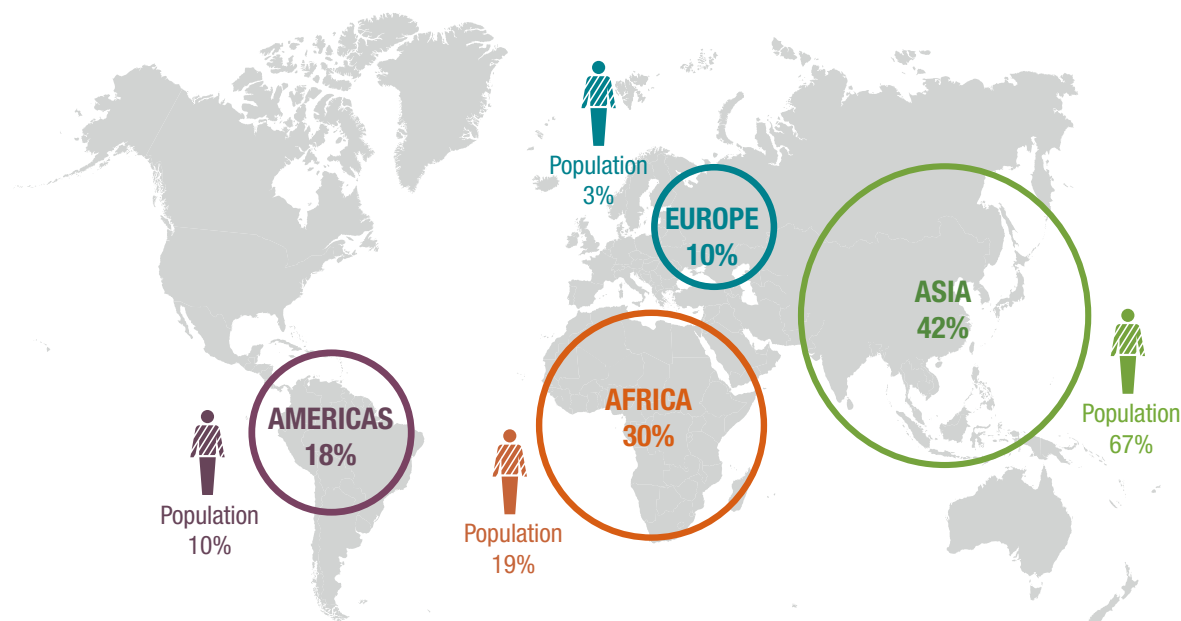 Population
3%
EUROPE
10%
ASIA
42%
Population
67%
AMERICAS
18%
Population
10%
AFRICA
30%
Population
19%